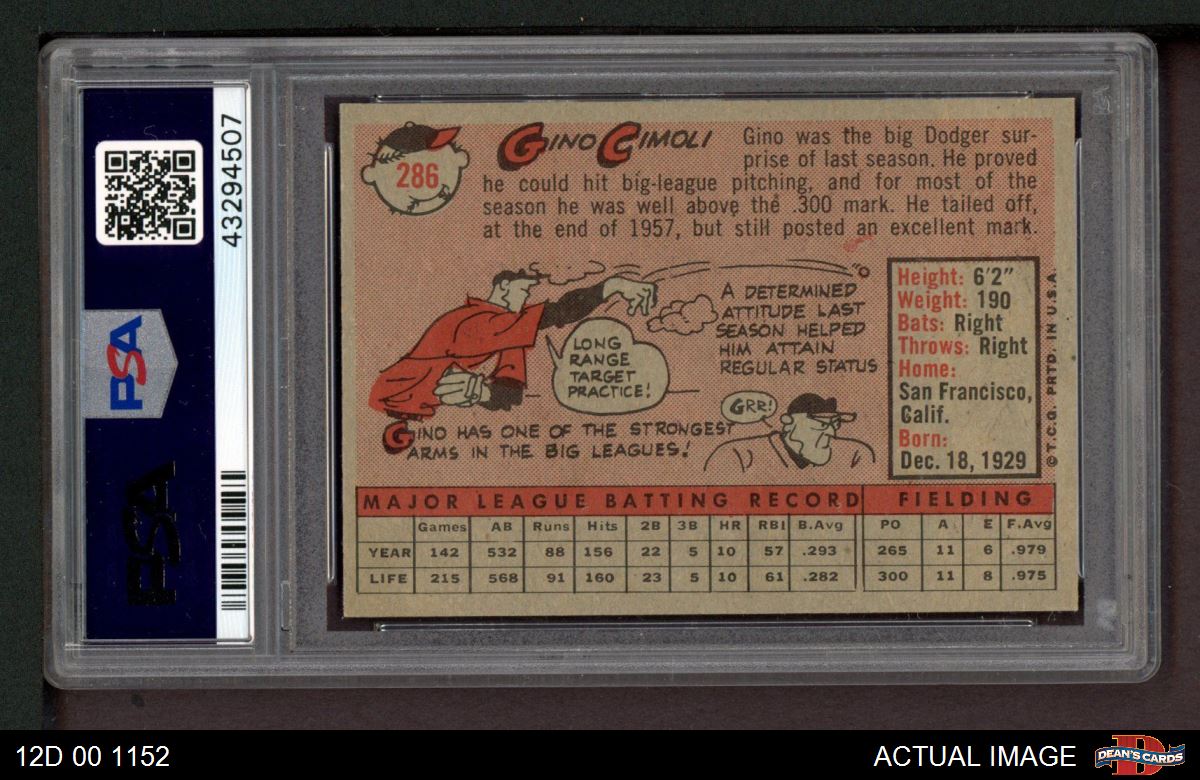 43294507
PSA
PSA
286
GINO CIMOLI
Gino was the big Dodger sur-
prise of last season. He proved
he could hit big-league pitching, and for most of the
season he was well above the .300 mark. He tailed off,
at the end of 1957, but still posted an excellent mark.
A DETERMINED
ATTITUDE LAST
SEASON HELPED
HIM ATTAIN
REGULAR STATUS
LONG
RANGE
TARGET
PRACTICE!
GRR!
GINO HAS ONE OF THE STRONGEST
ARMS IN THE BIG LEAGUES!
Height: 6'2"
Weight: 190
Bats: Right
Throws: Right
Home:
San Francisco,
Calif.
Born:
Dec. 18, 1929
© T.C.G. PRTD. IN U.S.A.
MAJOR LEAGUE BATTING RECORD FIELDING
Games AB Runs Hits 2B 3B HR RBI B.Avg PO A E F.Avg
YEAR 142 532 88 156 22 5 10 57 .293 265 11 6 .979
LIFE 215 568 91 160 23 5 10 61 .282 300 11 8 .975
12D 00 1152 ACTUAL IMAGE
D
DEAN'S CARDS